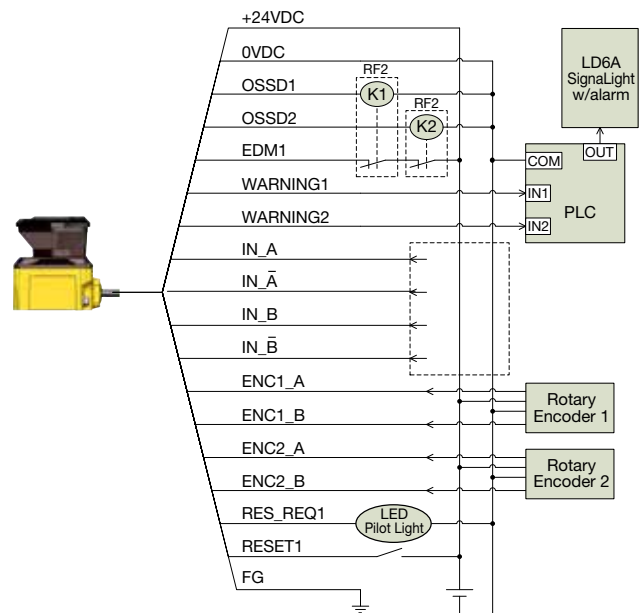 +24VDC
0VDC
OSSD1
OSSD2
EDM1
WARNING1
WARNING2
IN_A
IN_A̅
IN_B
IN_B̅
ENC1_A
ENC1_B
ENC2_A
ENC2_B
RES_REQ1
RESET1
FG
RF2
K1
RF2
K2
LED
Pilot Light
LD6A
SignaLight
w/alarm
OUT
COM
IN1
IN2
PLC
Rotary
Encoder 1
Rotary
Encoder 2